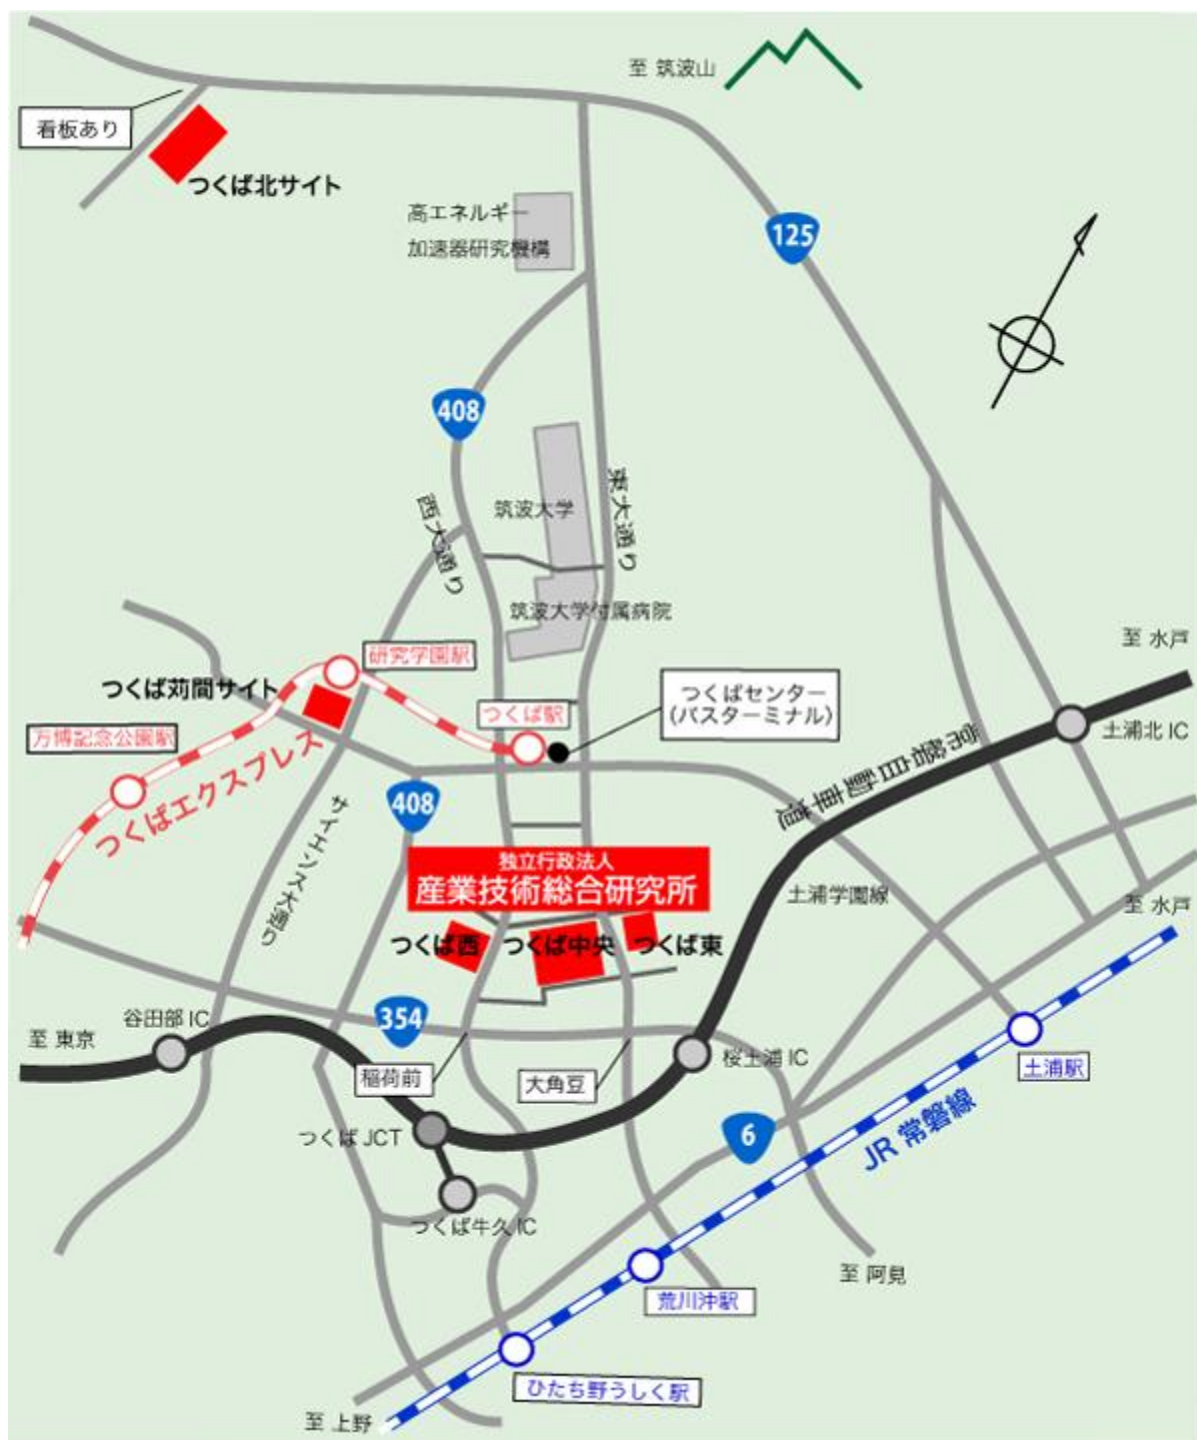 至 筑波山
看板あり
つくば北サイト
高エネルギー
加速器研究機構
125
408
西大通り
筑波大学
東大通り
筑波大学付属病院
至 水戸
研究学園駅
つくば苅間サイト
つくば駅
つくばセンター
(バスターミナル)
万博記念公園駅
つくばエクスプレス
土浦北 IC
常磐自動車道
408
サイエンス大通り
独立行政法人
産業技術総合研究所
土浦学園線
至 水戸
つくば西
つくば中央
つくば東
谷田部 IC
354
至 東京
稲荷前
大角豆
桜土浦 IC
土浦駅
つくば JCT
6
JR 常磐線
つくば牛久 IC
至 阿見
荒川沖駅
ひたち野うしく駅
至 上野